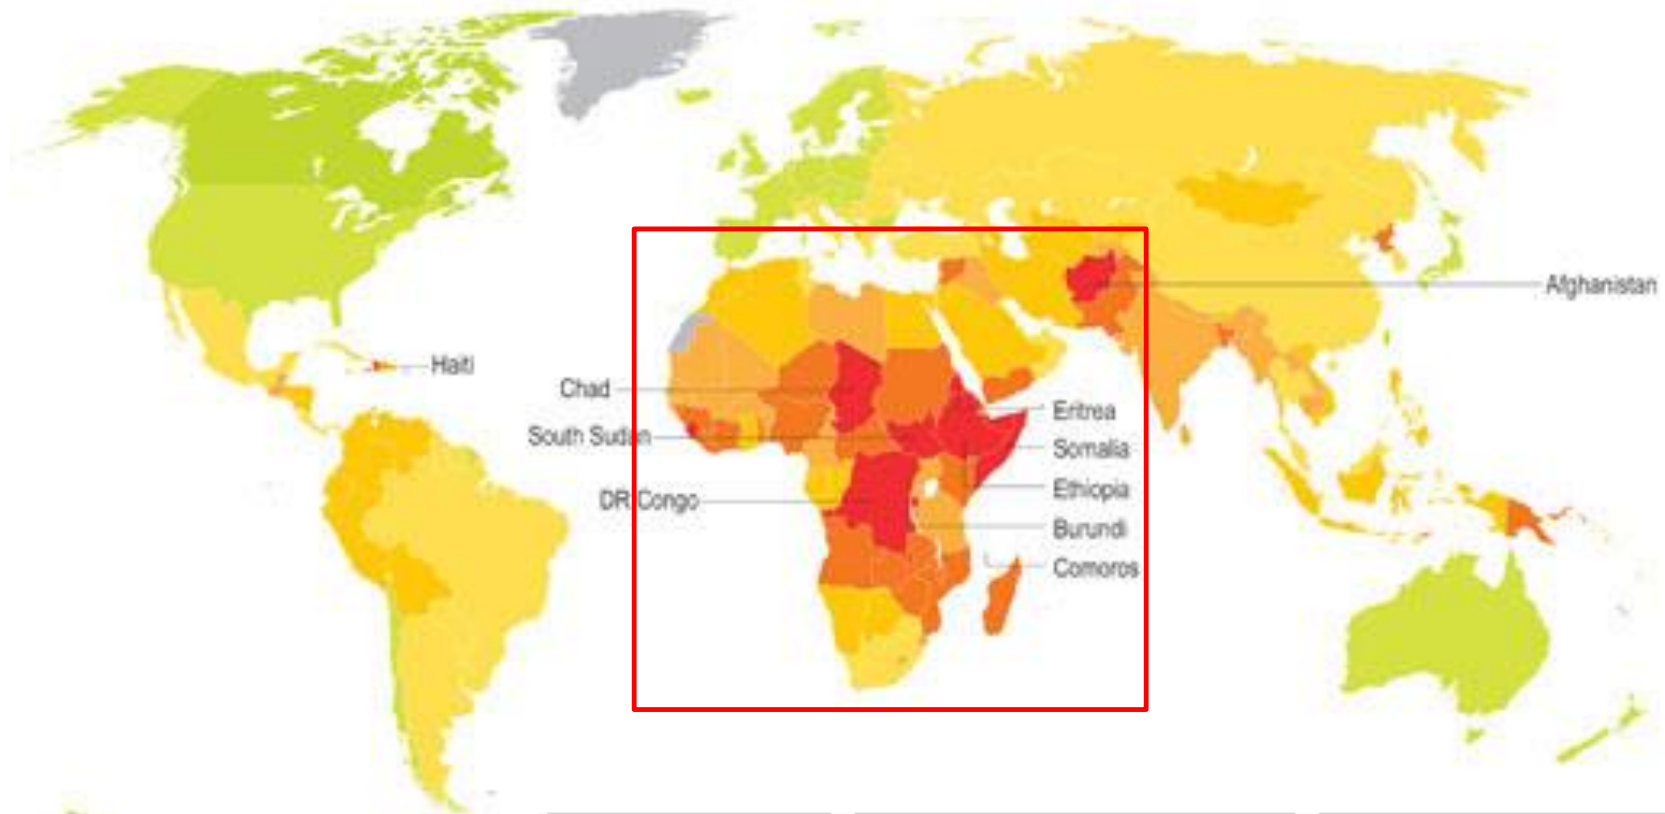 Afghanistan
Haiti
Chad
Eritrea
South Sudan
Somalia
Ethiopia
DR Congo
Burundi
Comoros